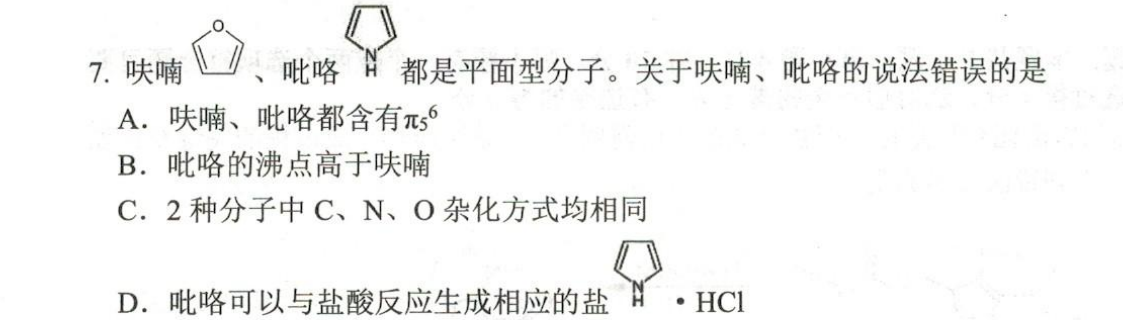 7. 呋喃 O 、吡咯 N H 都是平面型分子。关于呋喃、吡咯的说法错误的是
A. 呋喃、吡咯都含有π₅⁶
B. 吡咯的沸点高于呋喃
C. 2 种分子中 C、N、O 杂化方式均相同
D. 吡咯可以与盐酸反应生成相应的盐 N H ·HCl